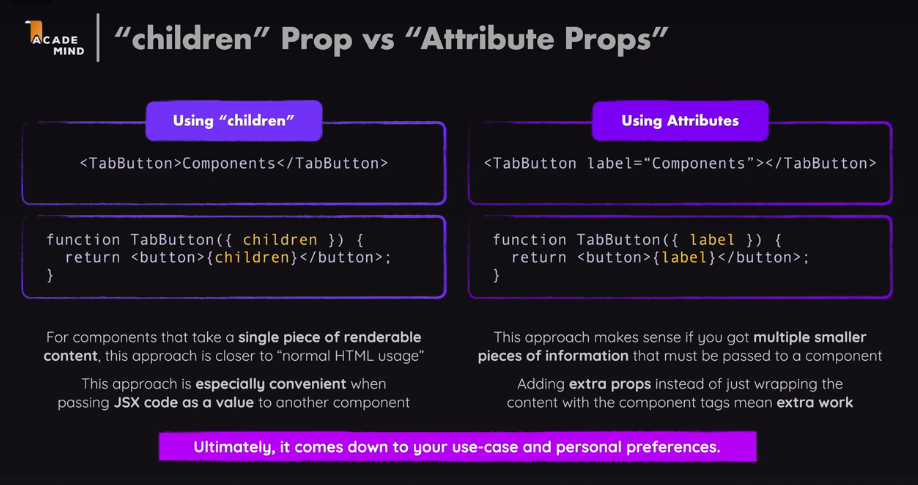 ACADE
MIND
“children” Prop vs “Attribute Props”
Using “children”
<TabButton>Components</TabButton>
function TabButton({ children }) {
return <button>{children}</button>;
}
For components that take a single piece of renderable
content, this approach is closer to “normal HTML usage”
This approach is especially convenient when
passing JSX code as a value to another component
Using Attributes
<TabButton label=“Components”></TabButton>
function TabButton({ label }) {
return <button>{label}</button>;
}
This approach makes sense if you got multiple smaller
pieces of information that must be passed to a component
Adding extra props instead of just wrapping the
content with the component tags mean extra work
Ultimately, it comes down to your use-case and personal preferences.